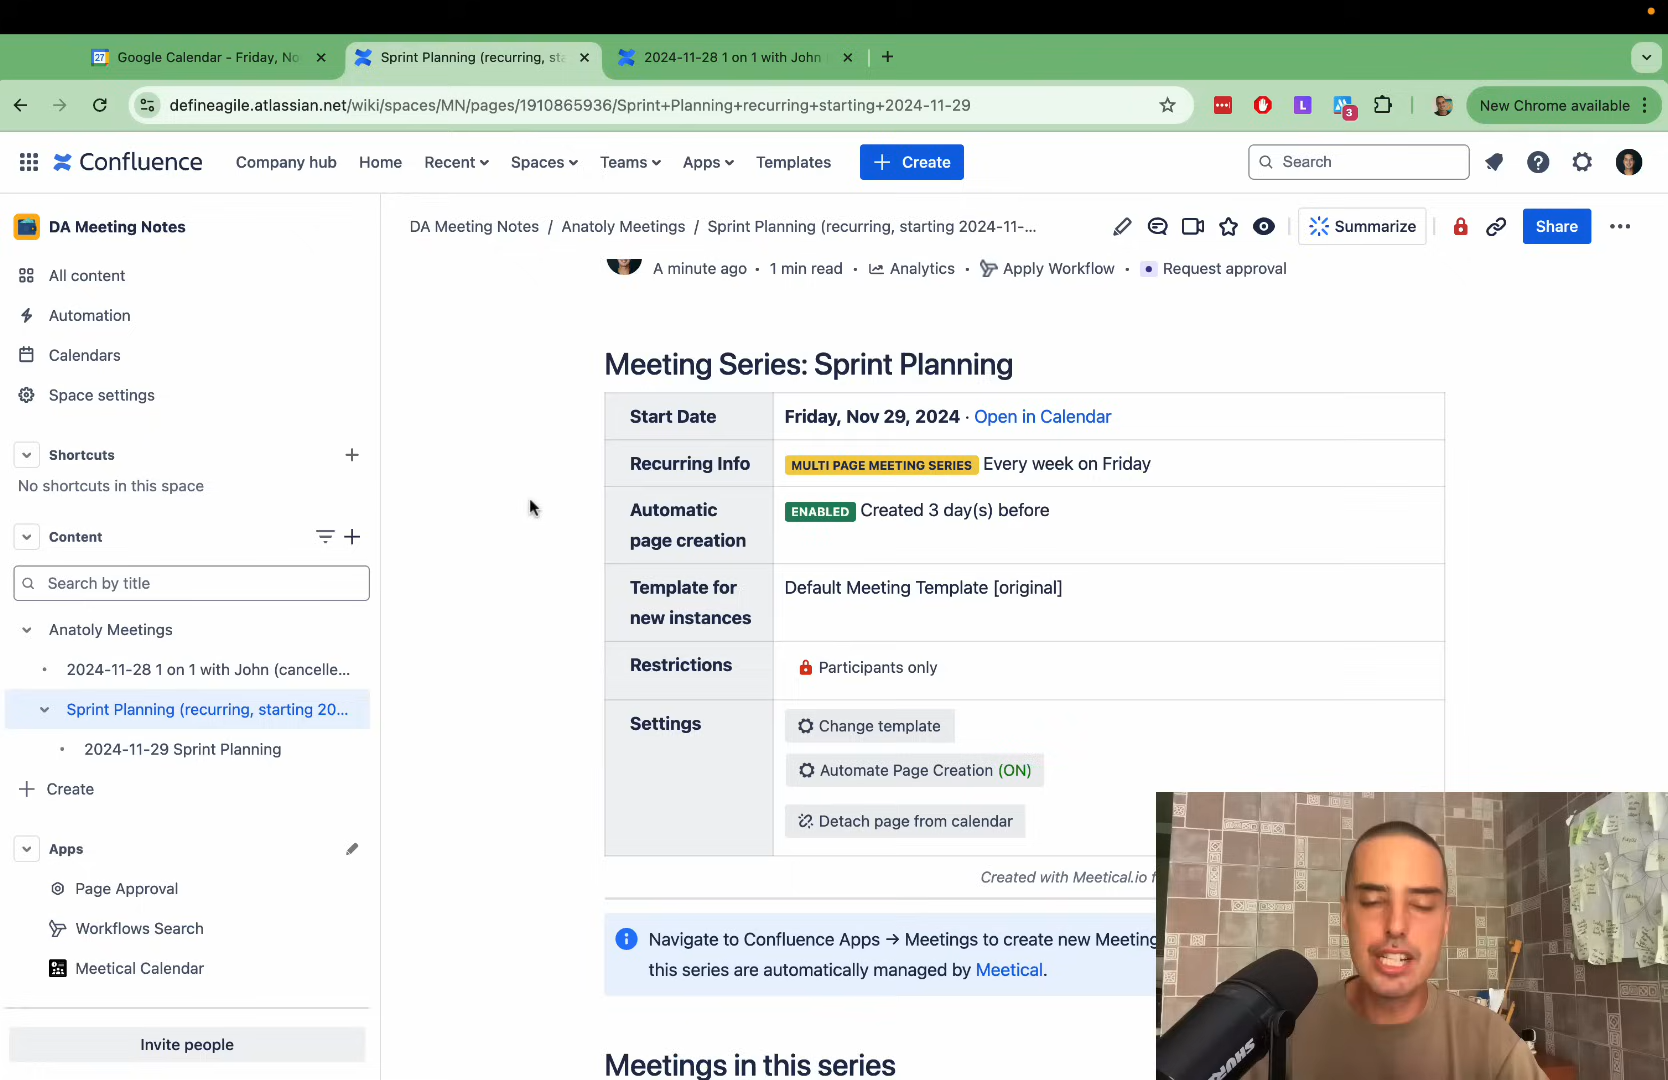 Google Calendar - Friday, No
Sprint Planning (recurring, sta
2024-11-28 1 on 1 with John
defineagile.atlassian.net/wiki/spaces/MN/pages/1910865936/Sprint+Planning+recurring+starting+2024-11-29
L
3
New Chrome available
Confluence
Company hub
Home
Recent
Spaces
Teams
Apps
Templates
+ Create
Search
DA Meeting Notes
DA Meeting Notes / Anatoly Meetings / Sprint Planning (recurring, starting 2024-11-...
Summarize
Share
A minute ago · 1 min read · Analytics · Apply Workflow · Request approval
All content
Automation
Calendars
Space settings
Shortcuts
No shortcuts in this space
Content
Search by title
Anatoly Meetings
2024-11-28 1 on 1 with John (cancelle...
Sprint Planning (recurring, starting 20...
2024-11-29 Sprint Planning
Create
Apps
Page Approval
Workflows Search
Meetical Calendar
Invite people
Meeting Series: Sprint Planning
Start Date
Friday, Nov 29, 2024 · Open in Calendar
Recurring Info
MULTI PAGE MEETING SERIES Every week on Friday
Automatic
page creation
ENABLED Created 3 day(s) before
Template for
new instances
Default Meeting Template [original]
Restrictions
Participants only
Settings
Change template
Automate Page Creation (ON)
Detach page from calendar
Created with Meetical.io f
Navigate to Confluence Apps → Meetings to create new Meeting
this series are automatically managed by Meetical.
Meetings in this series
SHURE